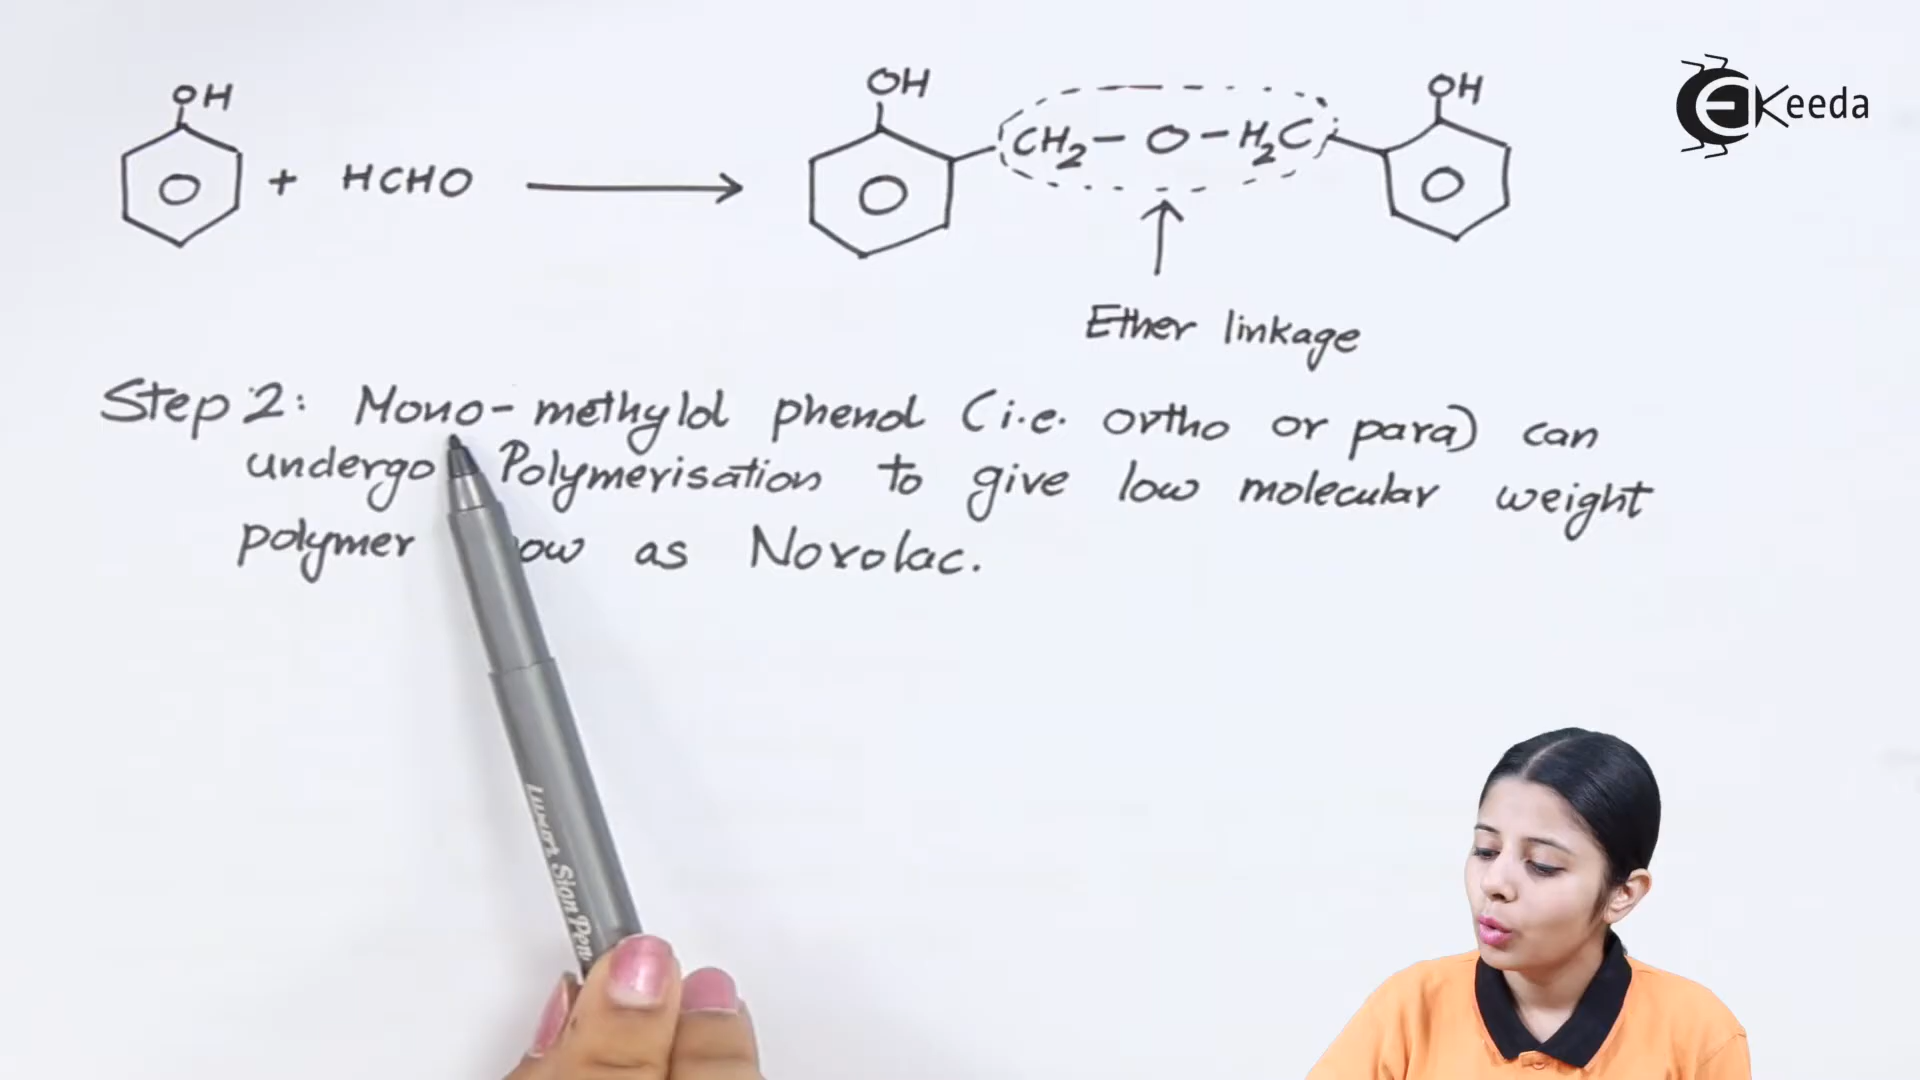 OH
+ HCHO
OH
CH₂ - O - H₂C
OH
Ether linkage
Step 2: Mono-methylol phenol (i.e. ortho or para) can
undergo Polymerisation to give low molecular weight
polymer as Novolac.
EKeeda
Luxor Sign Pen